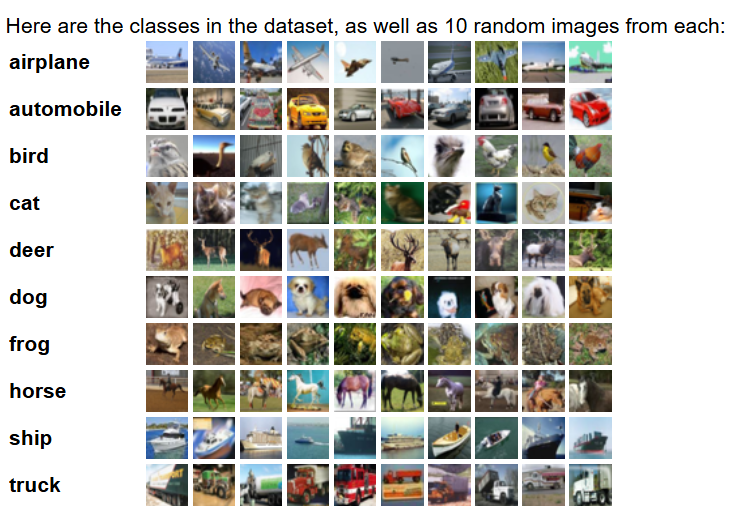 Here are the classes in the dataset, as well as 10 random images from each:
airplane
automobile
bird
cat
deer
dog
frog
horse
ship
truck